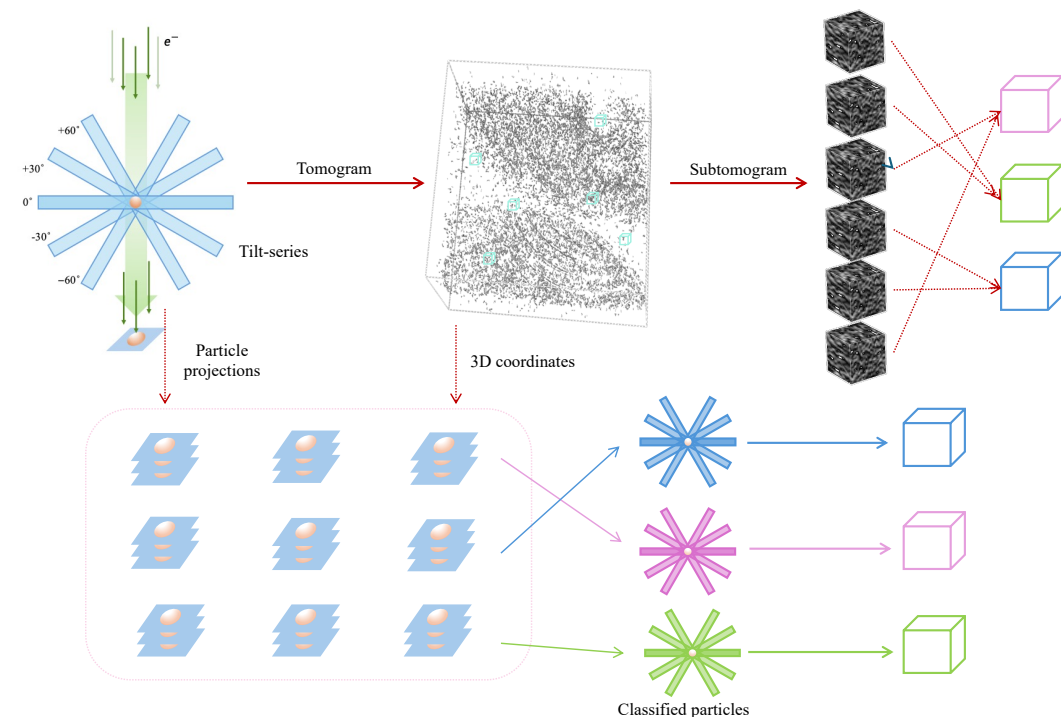 e⁻
+60°
+30°
0°
-30°
−60°
Tilt-series
Tomogram
Subtomogram
Particle
projections
3D coordinates
Classified particles